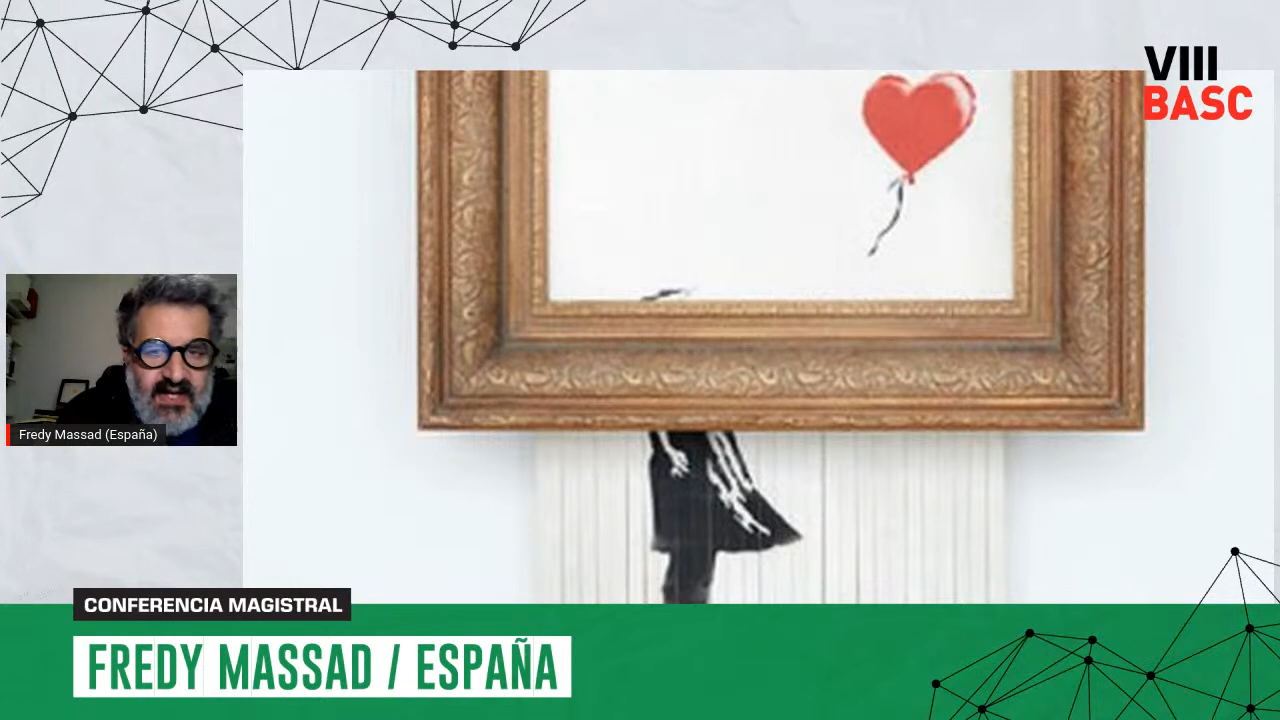 VIII
BASC
Fredy Massad (España)
CONFERENCIA MAGISTRAL
FREDY MASSAD / ESPAÑA